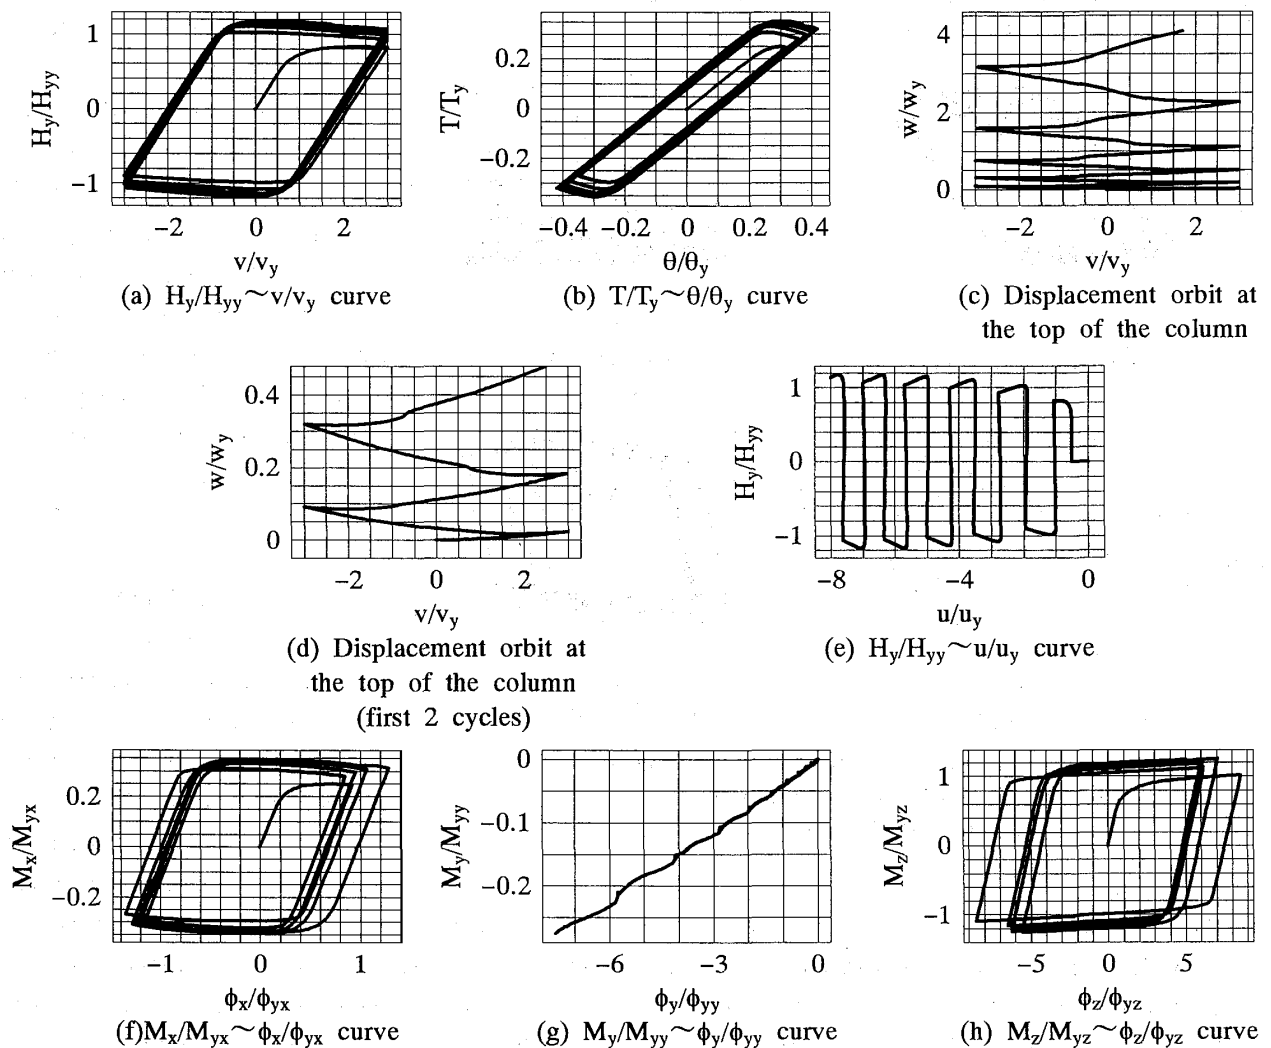 H_y/H_yy
1
0
−1
−2 0 2
v/v_y
(a) H_y/H_yy~v/v_y curve
T/T_y
0.2
0
−0.2
−0.4 −0.2 0 0.2 0.4
θ/θ_y
(b) T/T_y~θ/θ_y curve
w/w_y
4
2
0
−2 0 2
v/v_y
(c) Displacement orbit at
the top of the column
w/w_y
0.4
0.2
0
−2 0 2
v/v_y
(d) Displacement orbit at
the top of the column
(first 2 cycles)
H_y/H_yy
1
0
−1
−8 −4 0
u/u_y
(e) H_y/H_yy~u/u_y curve
M_x/M_yx
0.2
0
−0.2
−1 0 1
ϕ_x/ϕ_yx
(f)M_x/M_yx~ϕ_x/ϕ_yx curve
M_y/M_yy
0
−0.1
−0.2
−6 −3 0
ϕ_y/ϕ_yy
(g) M_y/M_yy~ϕ_y/ϕ_yy curve
M_z/M_yz
1
0
−1
−5 0 5
ϕ_z/ϕ_yz
(h) M_z/M_yz~ϕ_z/ϕ_yz curve